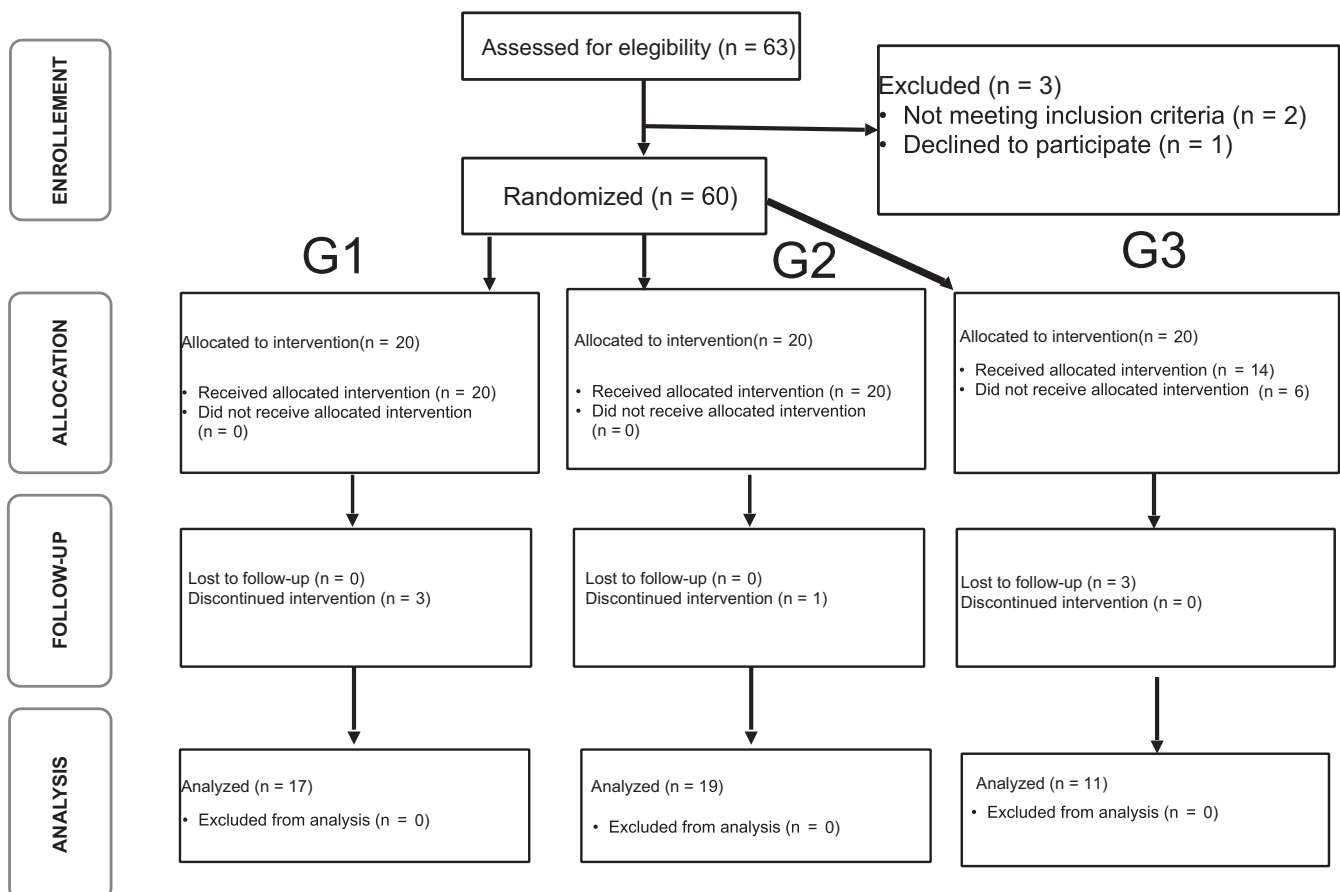 ENROLLEMENT
Assessed for elegibility (n = 63)
Excluded (n = 3)
• Not meeting inclusion criteria (n = 2)
• Declined to participate (n = 1)
Randomized (n = 60)
G1
G2
G3
ALLOCATION
Allocated to intervention(n = 20)
• Received allocated intervention (n = 20)
• Did not receive allocated intervention
(n = 0)
Allocated to intervention(n = 20)
• Received allocated intervention (n = 20)
• Did not receive allocated intervention
(n = 0)
Allocated to intervention(n = 20)
• Received allocated intervention (n = 14)
• Did not receive allocated intervention (n = 6)
FOLLOW-UP
Lost to follow-up (n = 0)
Discontinued intervention (n = 3)
Lost to follow-up (n = 0)
Discontinued intervention (n = 1)
Lost to follow-up (n = 3)
Discontinued intervention (n = 0)
ANALYSIS
Analyzed (n = 17)
• Excluded from analysis (n = 0)
Analyzed (n = 19)
• Excluded from analysis (n = 0)
Analyzed (n = 11)
• Excluded from analysis (n = 0)